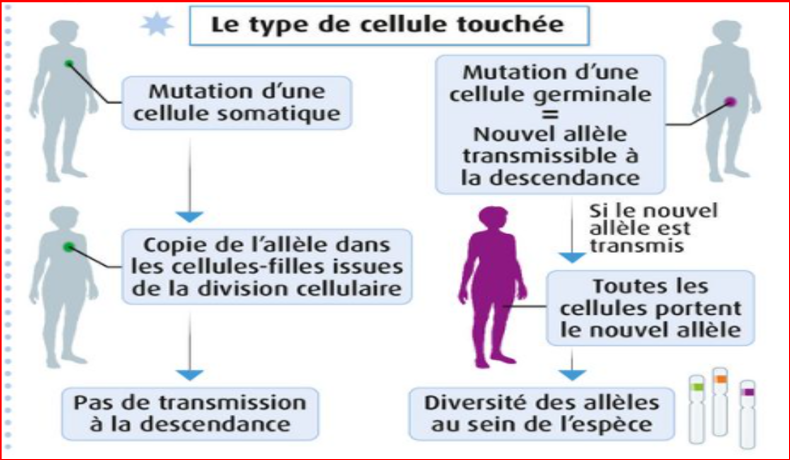 Le type de cellule touchée
Mutation d'une
cellule somatique
Copie de l'allèle dans
les cellules-filles issues
de la division cellulaire
Pas de transmission
à la descendance
Mutation d'une
cellule germinale
=
Nouvel allèle
transmissible à
la descendance
Si le nouvel
allèle est
transmis
Toutes les
cellules portent
le nouvel allèle
Diversité des allèles
au sein de l'espèce